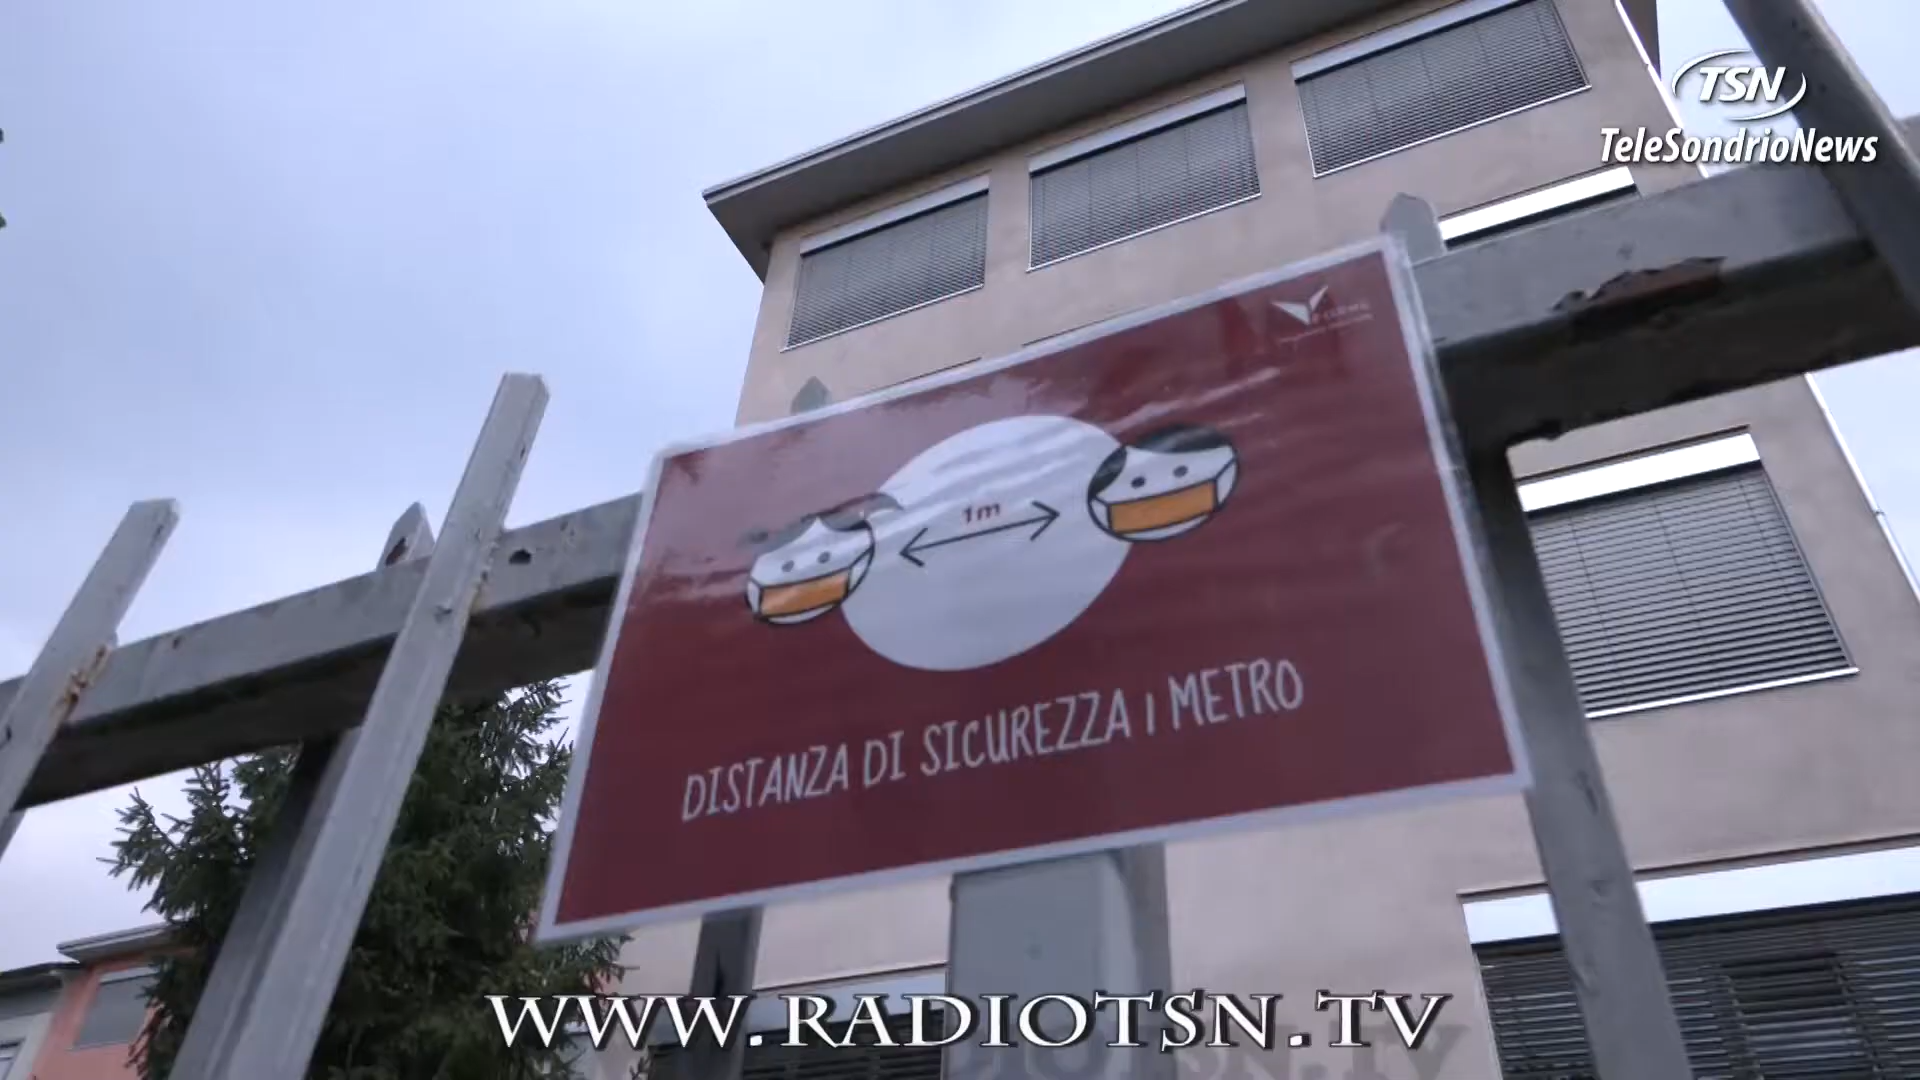 TSN
TeleSondrioNews
1m
DISTANZA DI SICUREZZA 1 METRO
WWW.RADIOTSN.TV